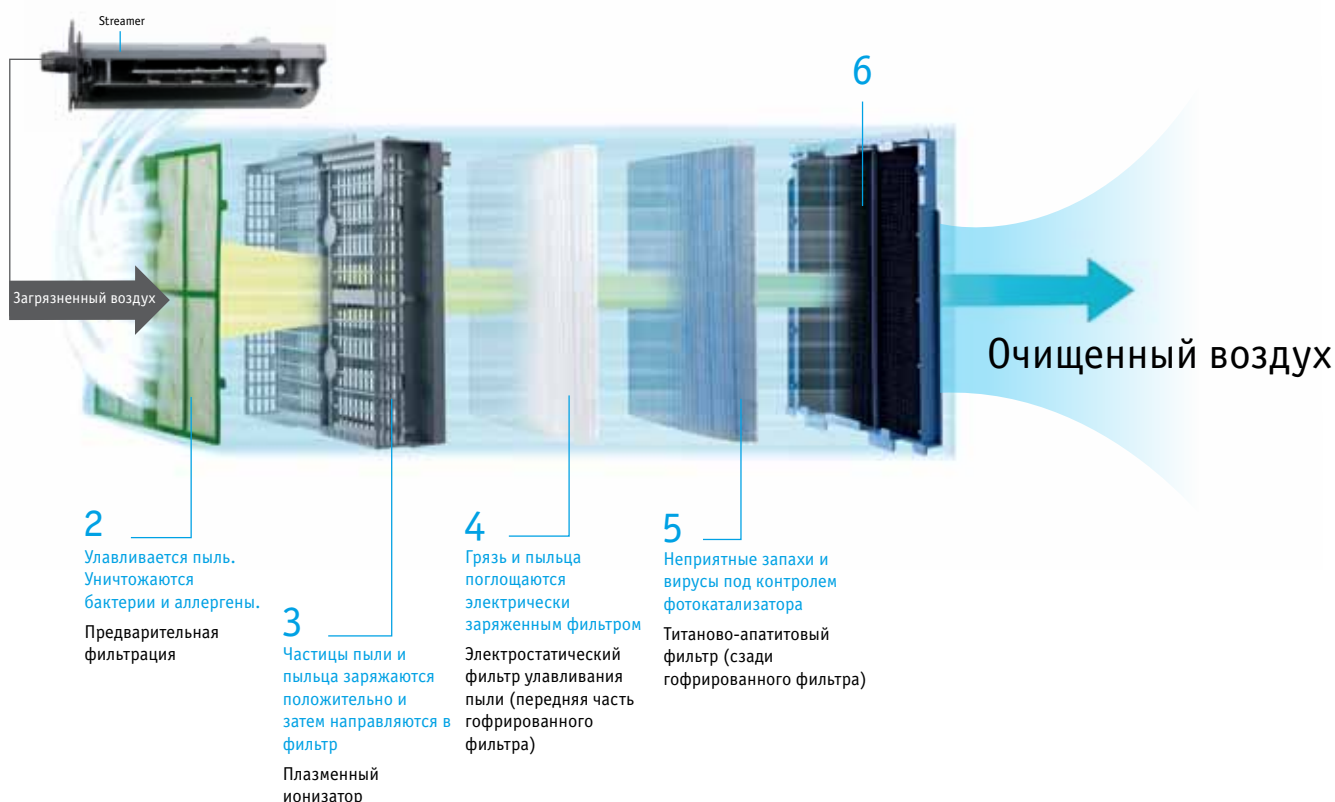 Streamer
6
Загрязненный воздух
Очищенный воздух
2
Улавливается пыль.
Уничтожаются
бактерии и аллергены.
Предварительная
фильтрация
3
Частицы пыли и
пыльца заряжаются
положительно и
затем направляются в
фильтр
Плазменный
ионизатор
4
Грязь и пыльца
поглощаются
электрически
заряженным фильтром
Электростатический
фильтр улавливания
пыли (передняя часть
гофрированного
фильтра)
5
Неприятные запахи и
вирусы под контролем
фотокатализатора
Титаново-апатитовый
фильтр (сзади
гофрированного фильтра)